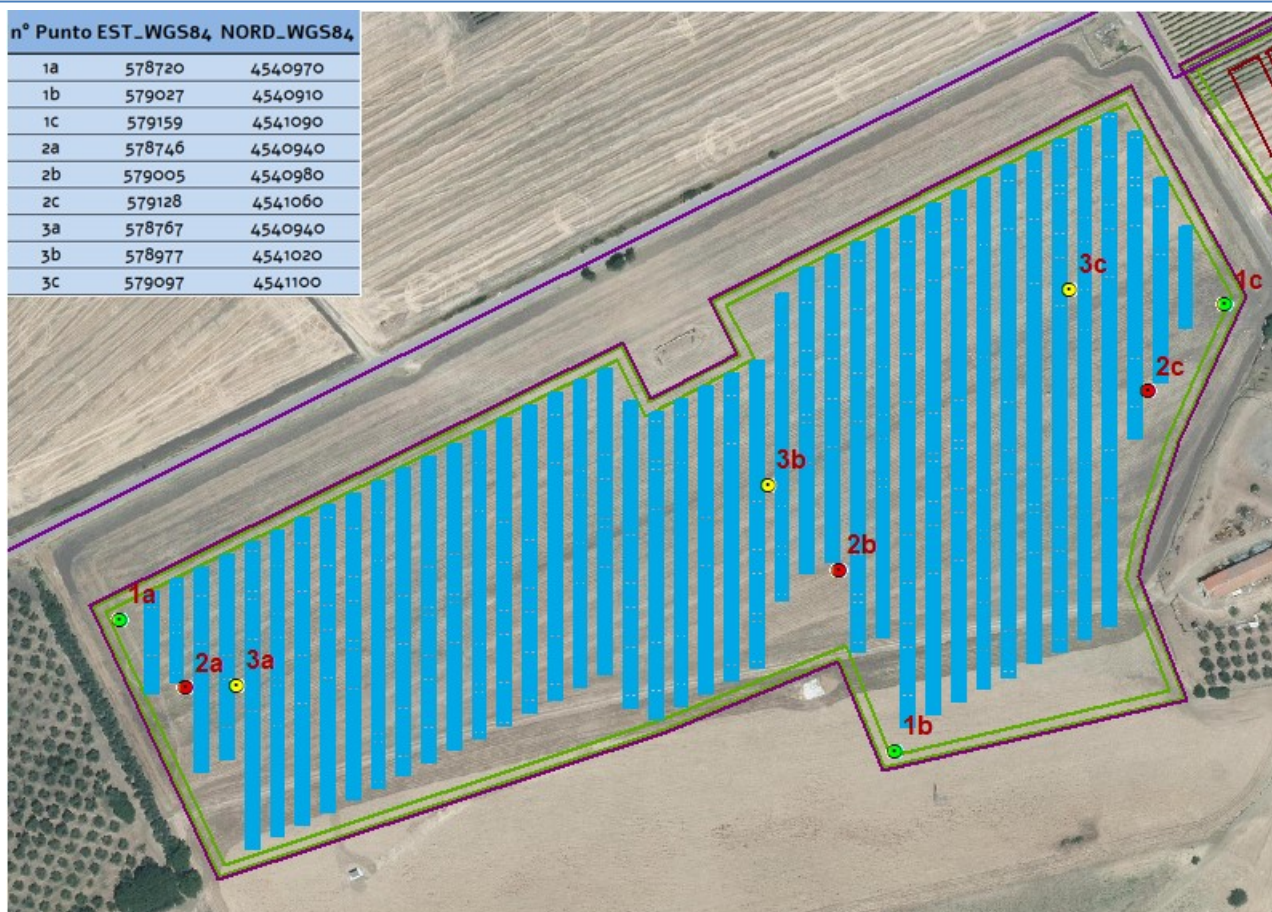 n° Punto EST_WGS84 NORD_WGS84
1a 578720 4540970
1b 579027 4540910
1c 579159 4541090
2a 578746 4540940
2b 579005 4540980
2c 579128 4541060
3a 578767 4540940
3b 578977 4541020
3c 579097 4541100
3c
1c
2c
3b
2b
1a
2a
3a
1b